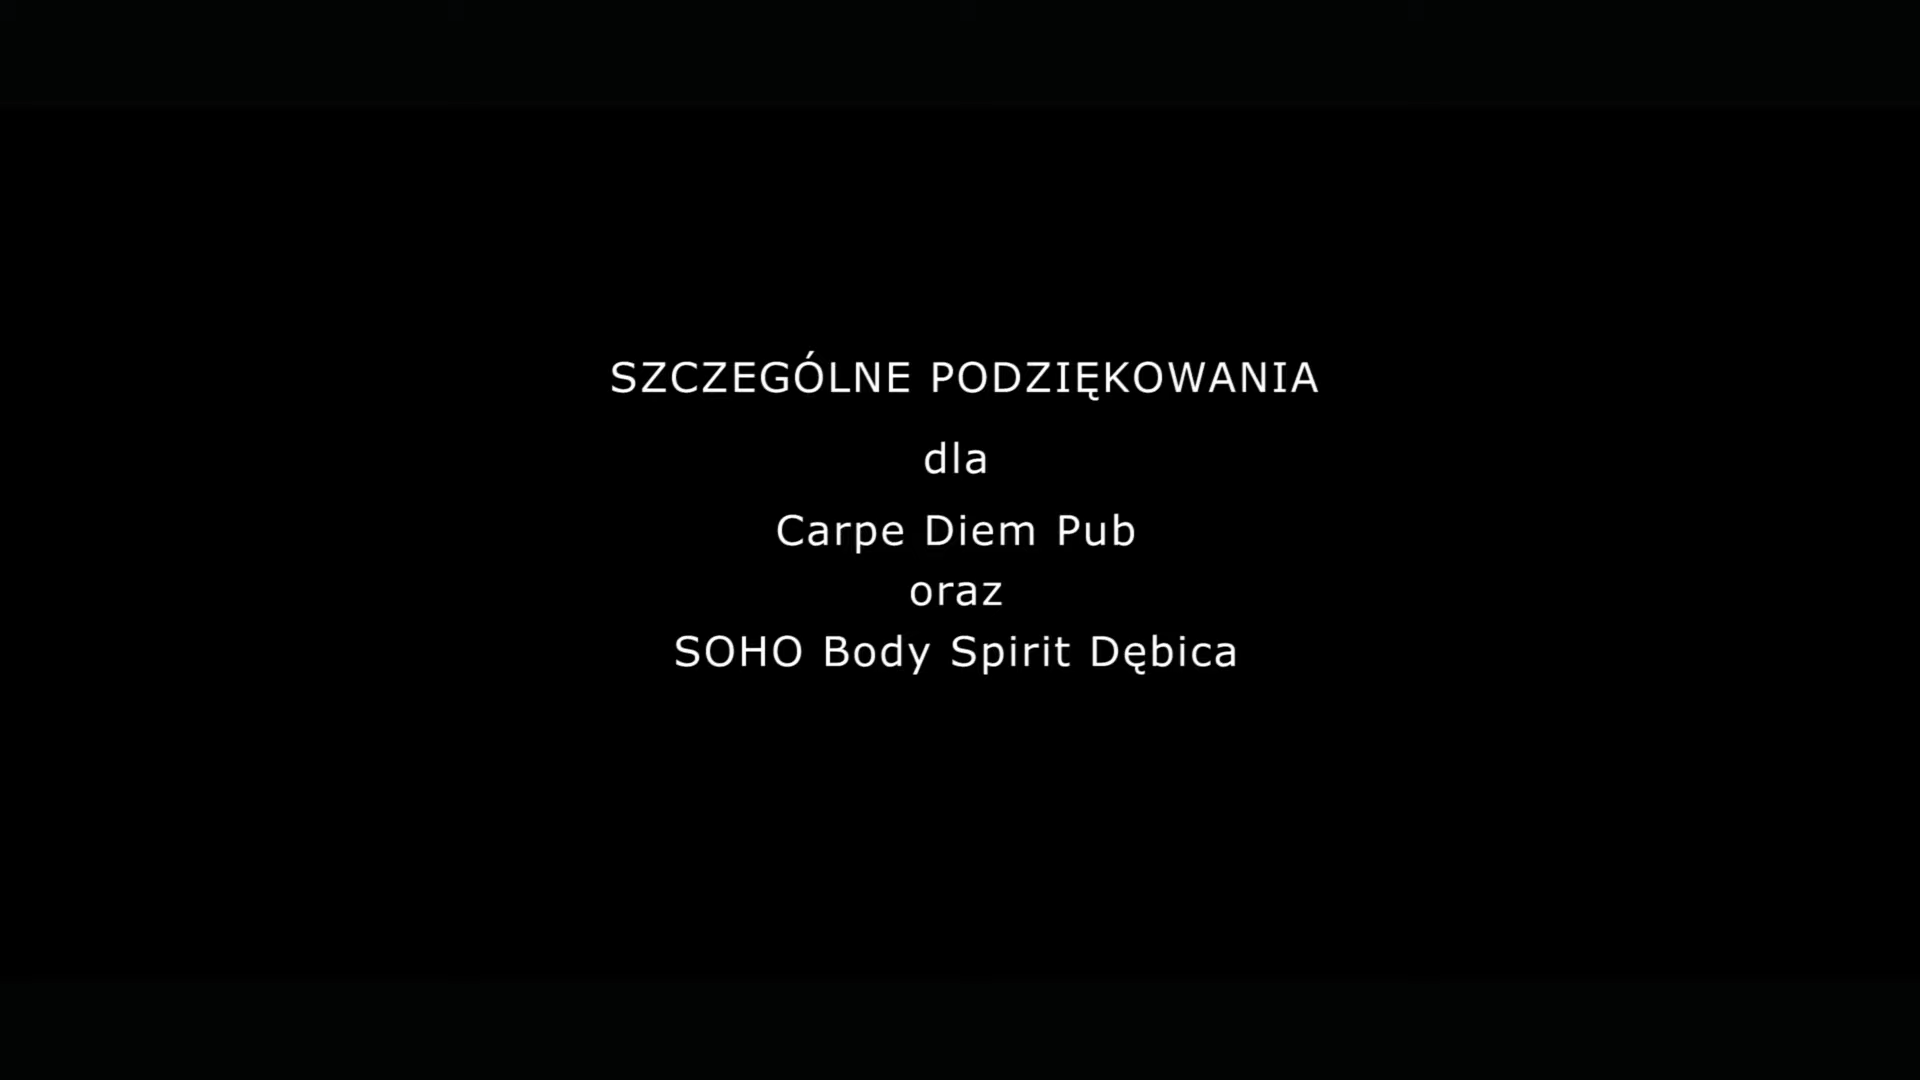 SZCZEGÓLNE PODZIĘKOWANIA
dla
Carpe Diem Pub
oraz
SOHO Body Spirit Dębica